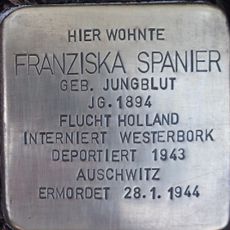 HIER WOHNTE
FRANZISKA SPANIER
GEB. JUNGBLUT
JG. 1894
FLUCHT HOLLAND
INTERNIERT WESTERBORK
DEPORTIERT 1943
AUSCHWITZ
ERMORDET 28.1.1944